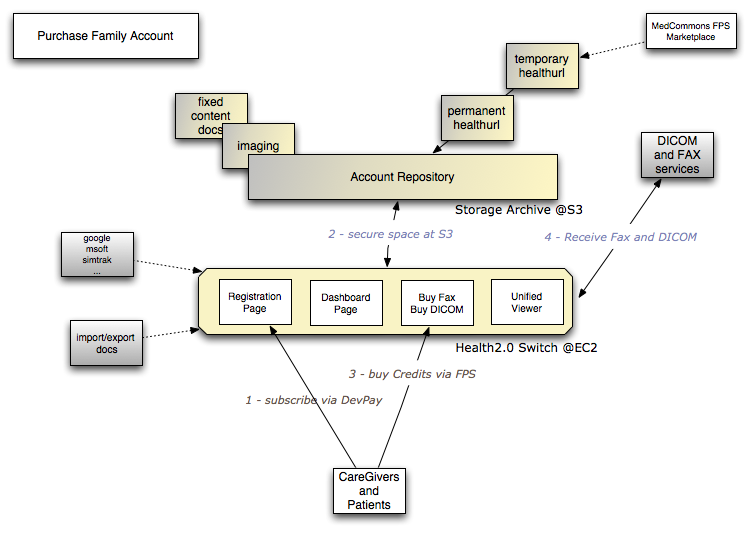 Purchase Family Account
MedCommons FPS
Marketplace
temporary
healthurl
fixed
content
docs
permanent
healthurl
imaging
DICOM
and FAX
services
Account Repository
Storage Archive @S3
2 - secure space at S3
4 - Receive Fax and DICOM
google
msoft
simtrak
...
Registration
Page
Dashboard
Page
Buy Fax
Buy DICOM
Unified
Viewer
import/export
docs
Health2.0 Switch @EC2
3 - buy Credits via FPS
1 - subscribe via DevPay
CareGivers
and
Patients